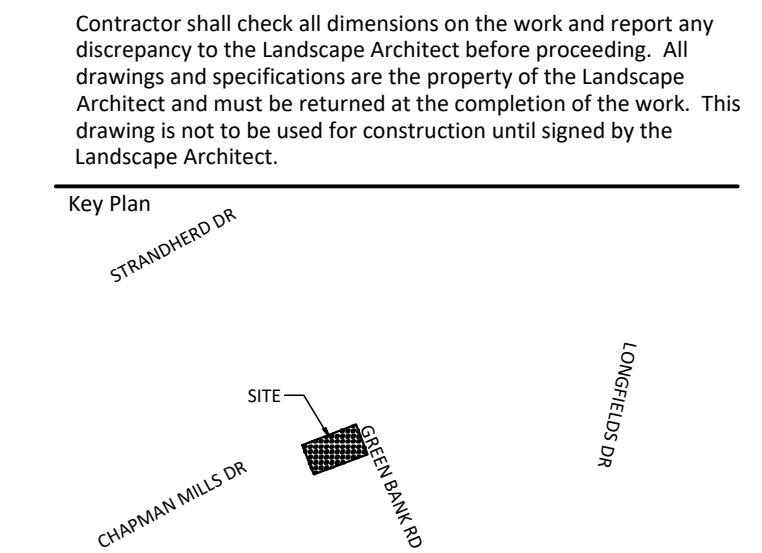 Contractor shall check all dimensions on the work and report any
discrepancy to the Landscape Architect before proceeding.  All
drawings and specifications are the property of the Landscape
Architect and must be returned at the completion of the work.  This
drawing is not to be used for construction until signed by the
Landscape Architect.
Key Plan
STRANDHERD DR
LONGFIELDS DR
SITE
GREEN BANK RD
CHAPMAN MILLS DR